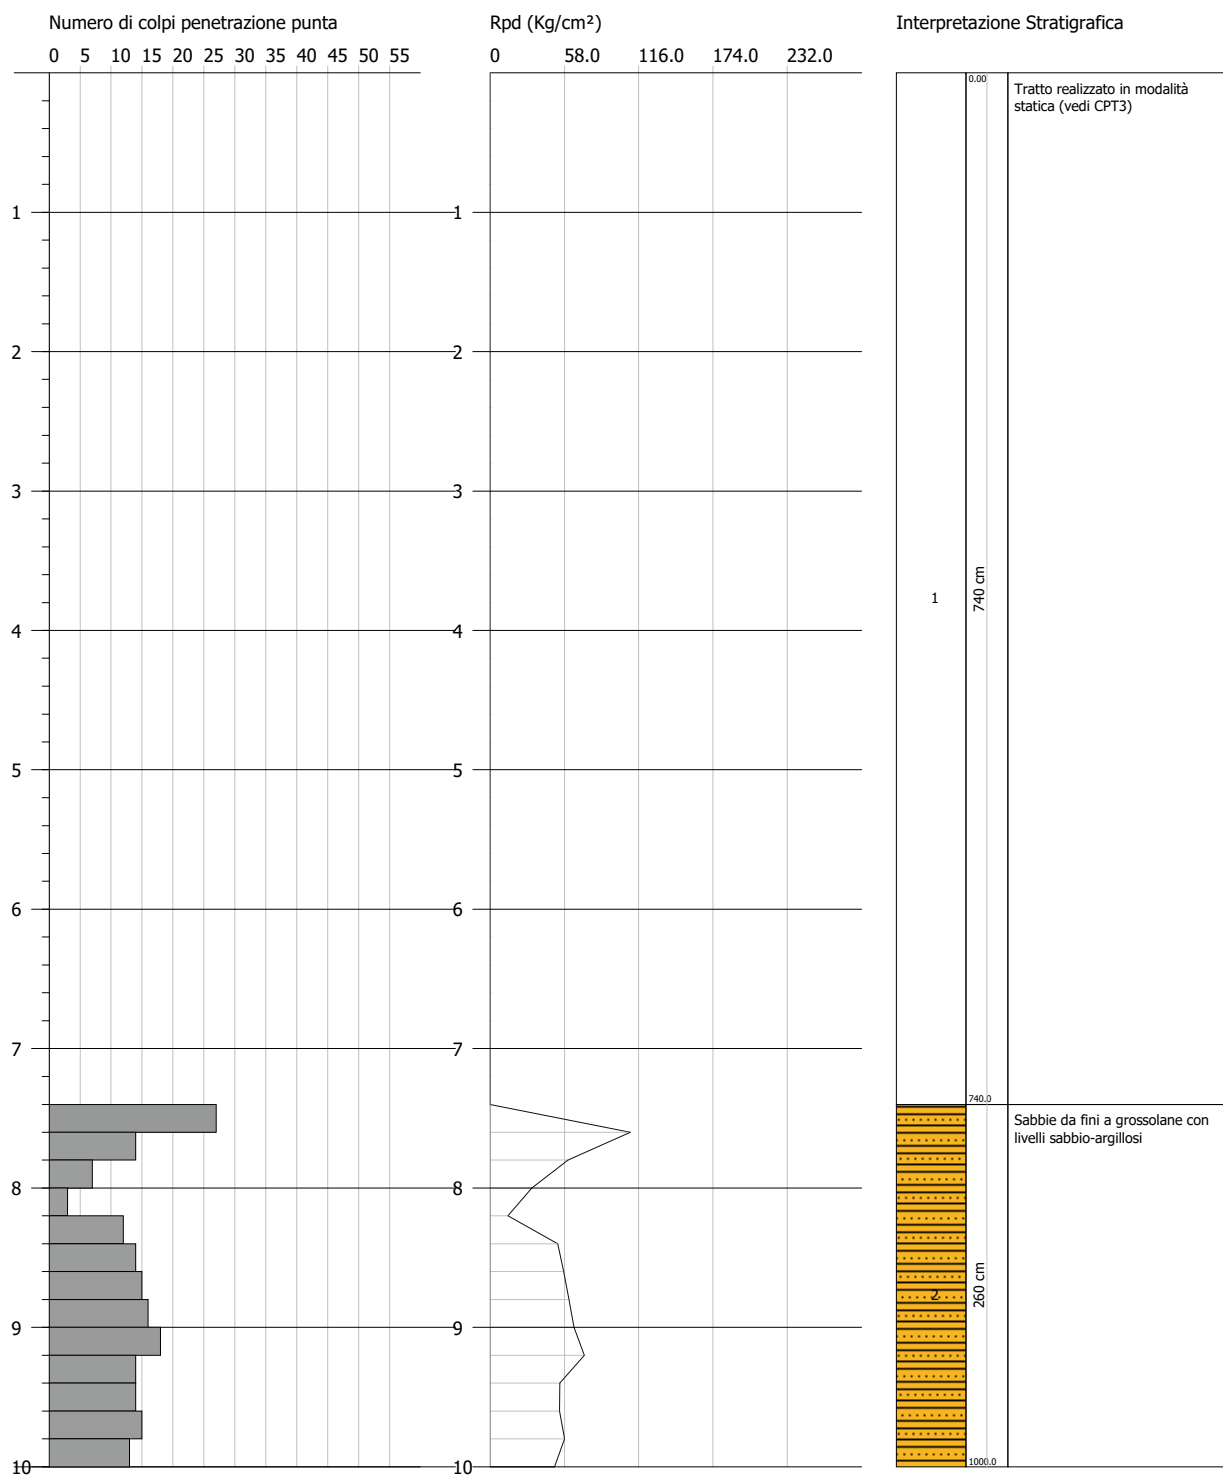 Numero di colpi penetrazione punta
Rpd (Kg/cm²)
Interpretazione Stratigrafica
0 5 10 15 20 25 30 35 40 45 50 55
0 58.0 116.0 174.0 232.0
0.00
Tratto realizzato in modalità
statica (vedi CPT3)
1 1
2 2
3 3
740 cm
1
4 4
5 5
6 6
7 7
740.0
Sabbie da fini a grossolane con
livelli sabbio-argillosi
8 8
260 cm
2
9 9
10 10
1000.0